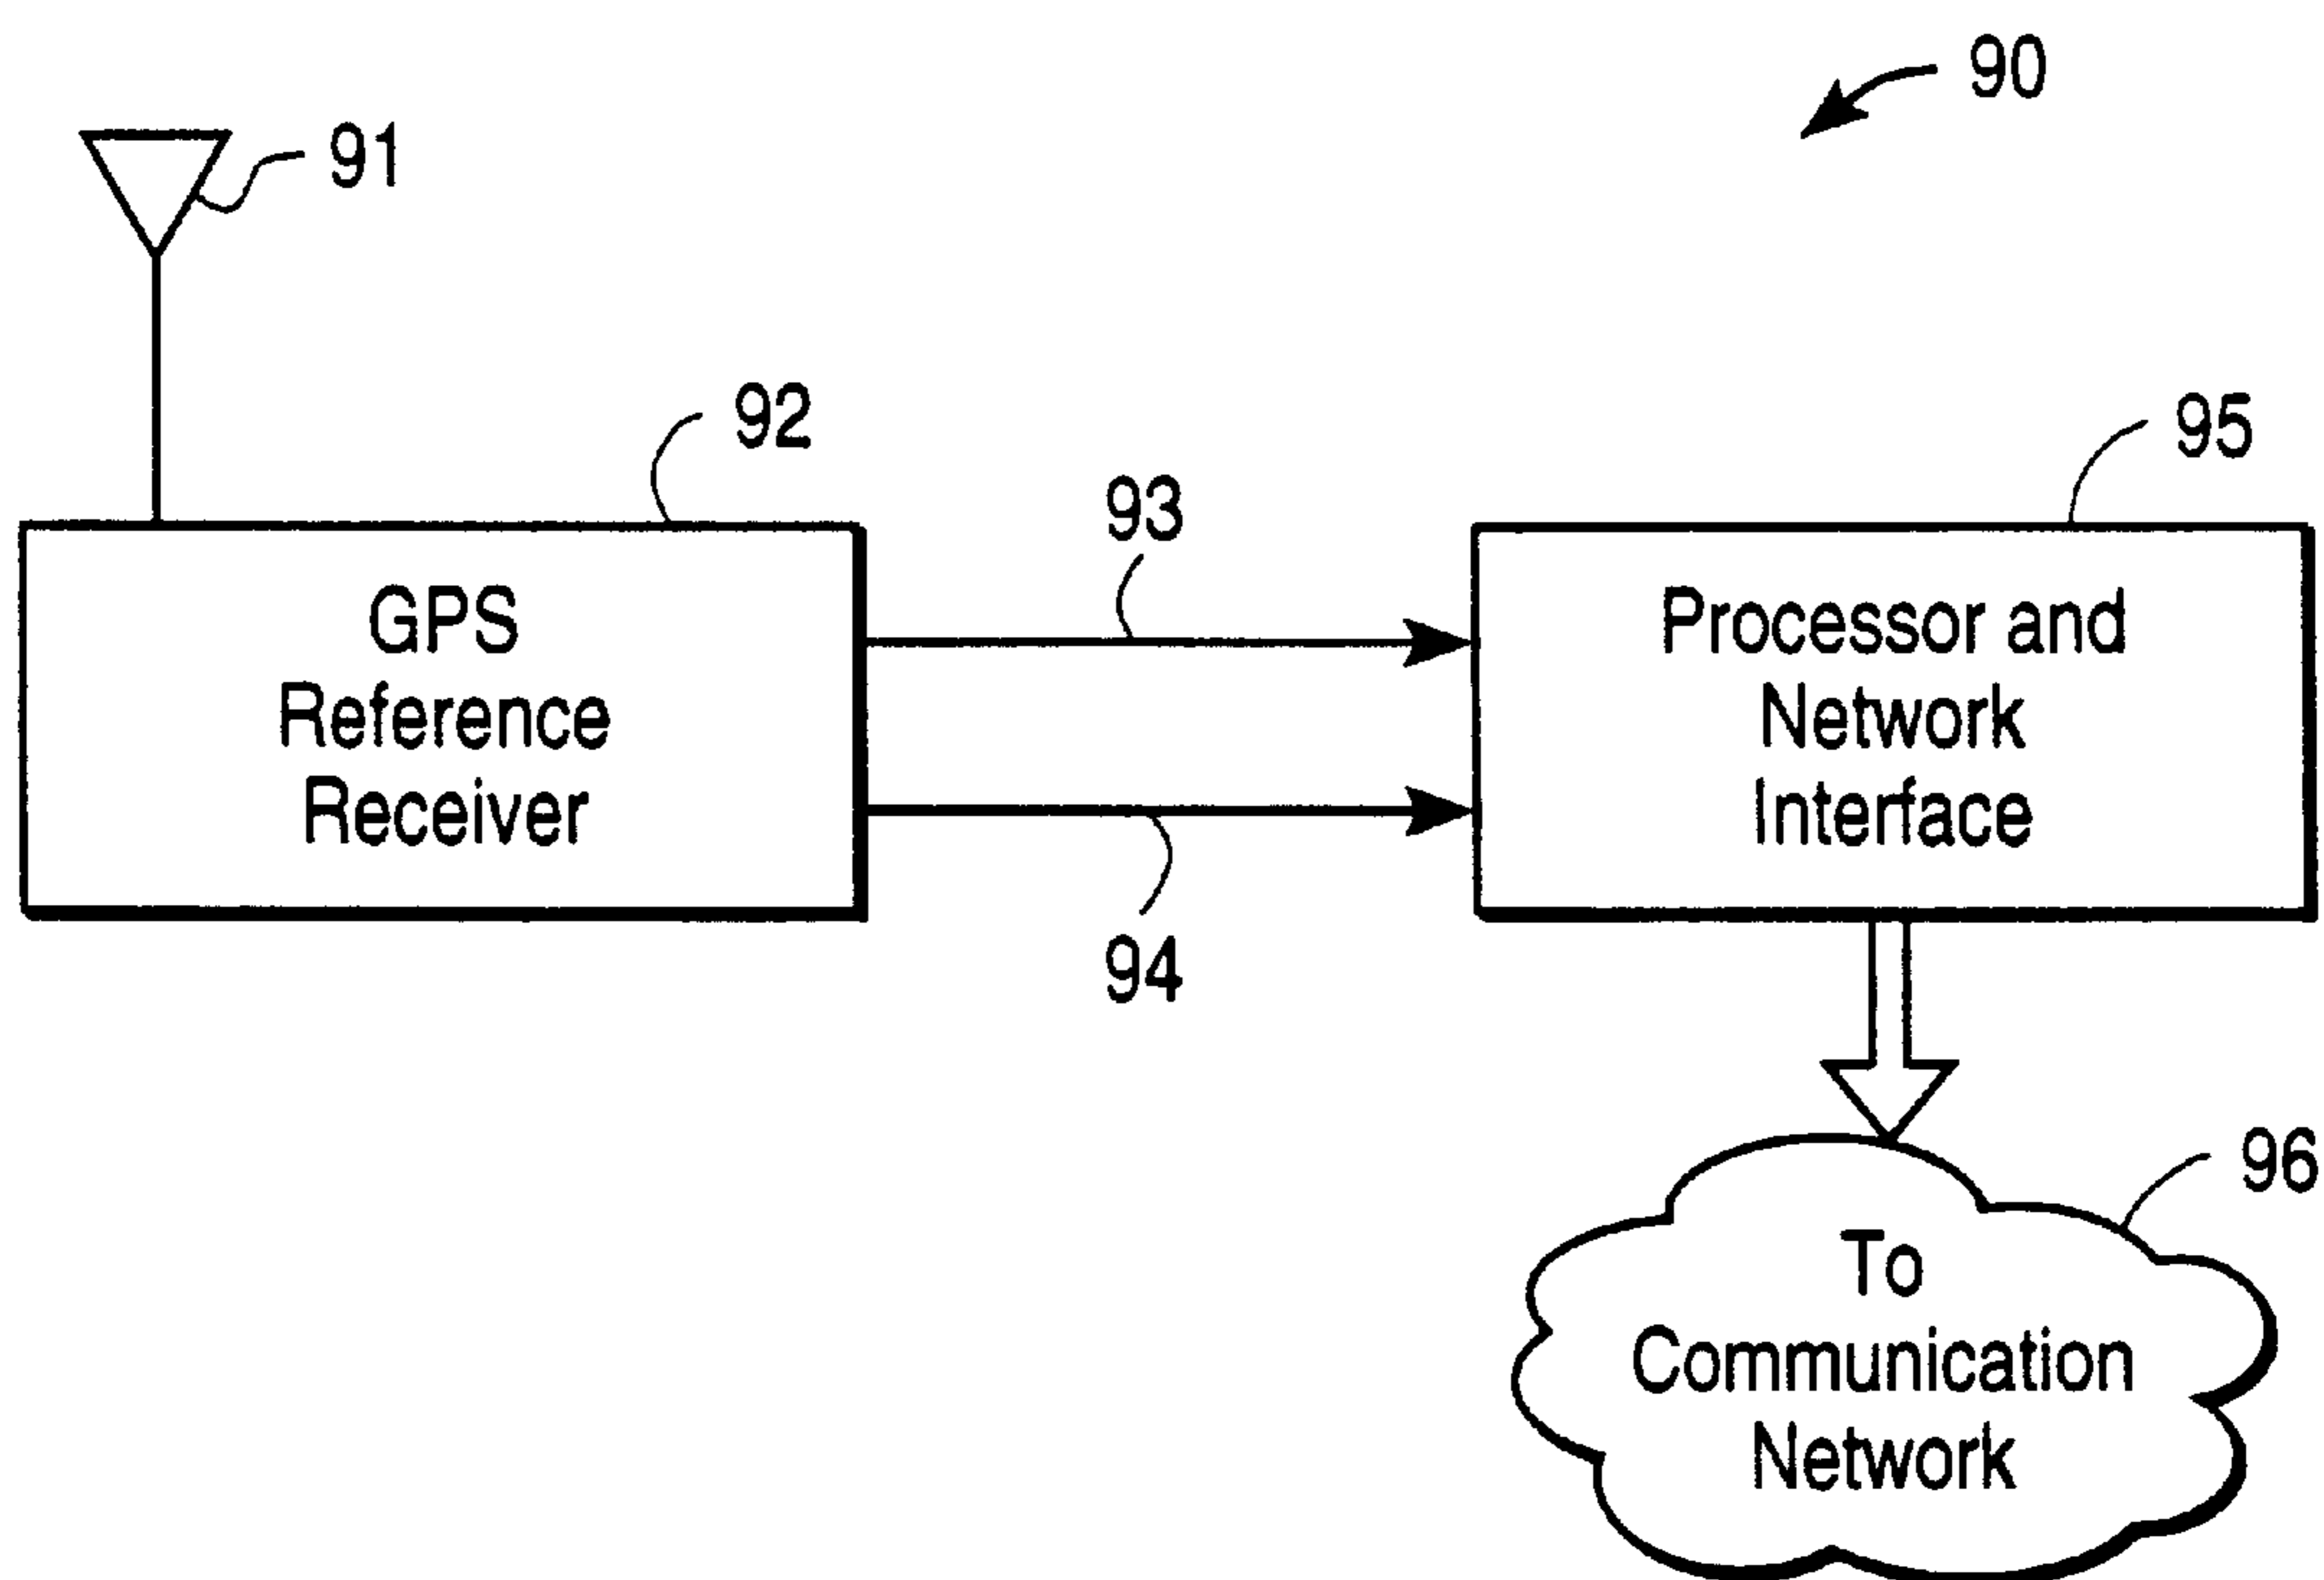 90
91
92
95
93
GPS
Reference
Receiver
Processor and
Network
Interface
94
96
To
Communication
Network